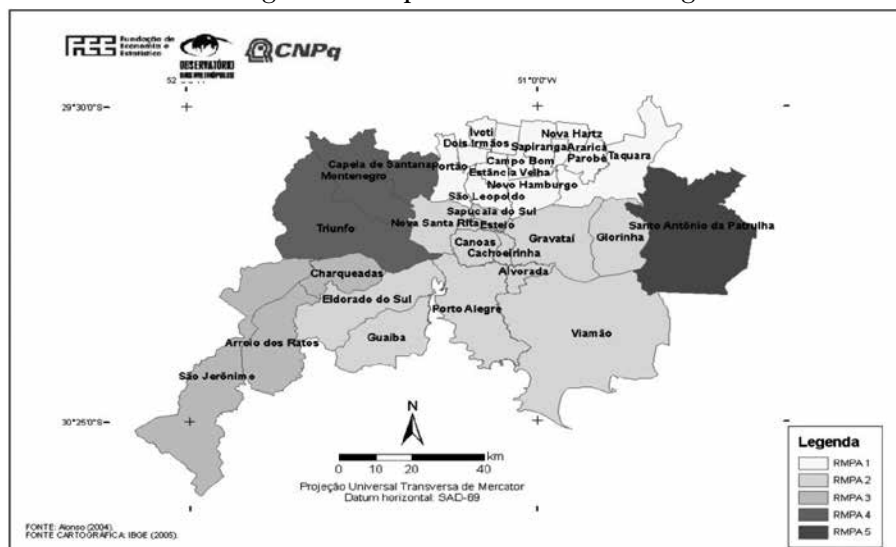 FEE Fundação de
Economia e
Estatística
OBSERVATÓRIO
DAS METRÓPOLES
CNPq
52
51°0'0"W
29°30'0"S
Ivoti
Nova Hartz
Dois Irmãos
Sapiranga
Araricá
Parobé
Taquara
Campo Bom
Capela de Santana
Portão
Estância Velha
Montenegro
Novo Hamburgo
São Leopoldo
Sapucaia do Sul
Nova Santa Rita
Esteio
Santo Antônio da Patrulha
Triunfo
Canoas
Gravataí
Glorinha
Cachoeirinha
Charqueadas
Alvorada
Eldorado do Sul
Porto Alegre
Guaíba
Viamão
Arroio dos Ratos
São Jerônimo
30°25'0"S
N
km
0 10 20 40
Projeção Universal Transversa de Mercator
Datum horizontal: SAD-69
Legenda
RMPA 1
RMPA 2
RMPA 3
RMPA 4
RMPA 5
FONTE: Alonso (2004).
FONTE CARTOGRÁFICA: IBGE (2005).